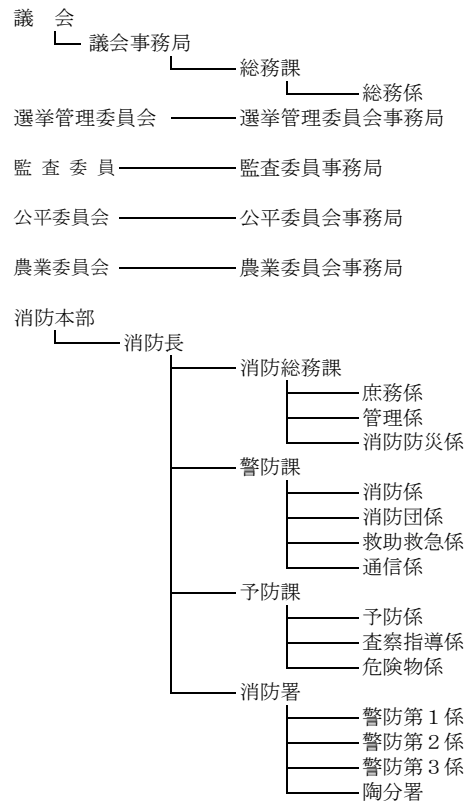 議　会
議会事務局
総務課
総務係
選挙管理委員会 選挙管理委員会事務局
監 査 委 員 監査委員事務局
公平委員会 公平委員会事務局
農業委員会 農業委員会事務局
消防本部
消防長
消防総務課
庶務係
管理係
消防防災係
警防課
消防係
消防団係
救助救急係
通信係
予防課
予防係
査察指導係
危険物係
消防署
警防第１係
警防第２係
警防第３係
陶分署